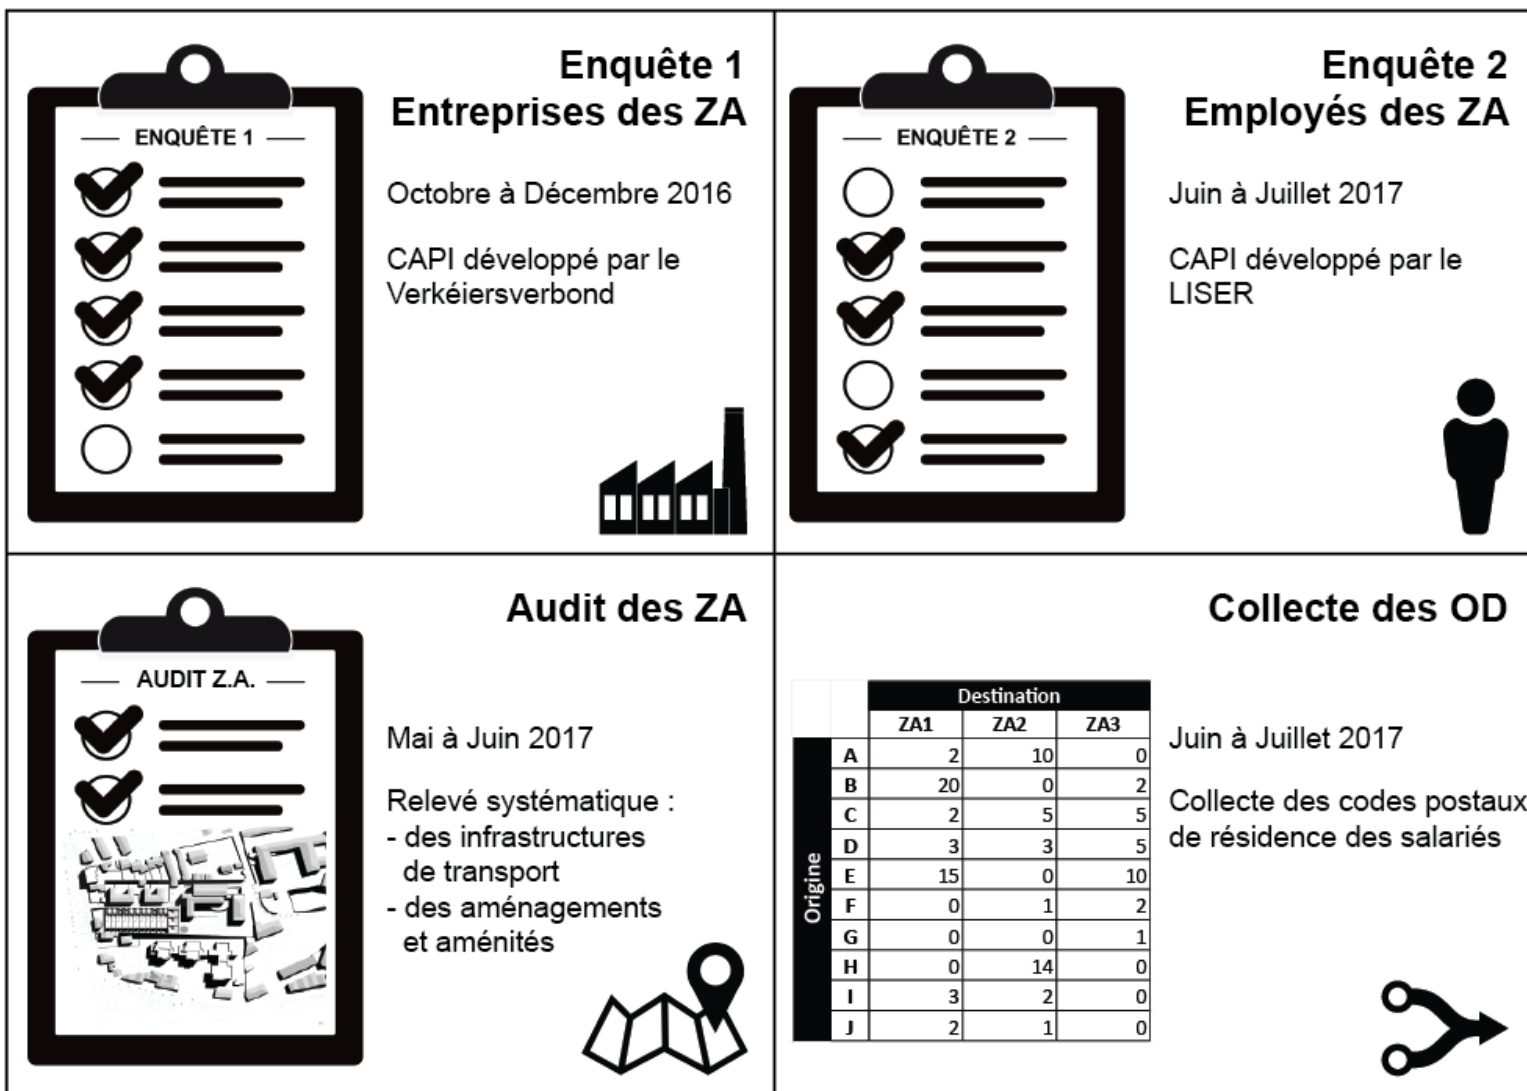 Enquête 1
Entreprises des ZA
ENQUÊTE 1
Octobre à Décembre 2016
CAPI développé par le
Verkéiersverbond
Enquête 2
Employés des ZA
ENQUÊTE 2
Juin à Juillet 2017
CAPI développé par le
LISER
Audit des ZA
AUDIT Z.A.
Mai à Juin 2017
Relevé systématique :
- des infrastructures
de transport
- des aménagements
et aménités
Collecte des OD
Destination
ZA1 ZA2 ZA3
Origine
A 2 10 0
B 20 0 2
C 2 5 5
D 3 3 5
E 15 0 10
F 0 1 2
G 0 0 1
H 0 14 0
I 3 2 0
J 2 1 0
Juin à Juillet 2017
Collecte des codes postaux
de résidence des salariés